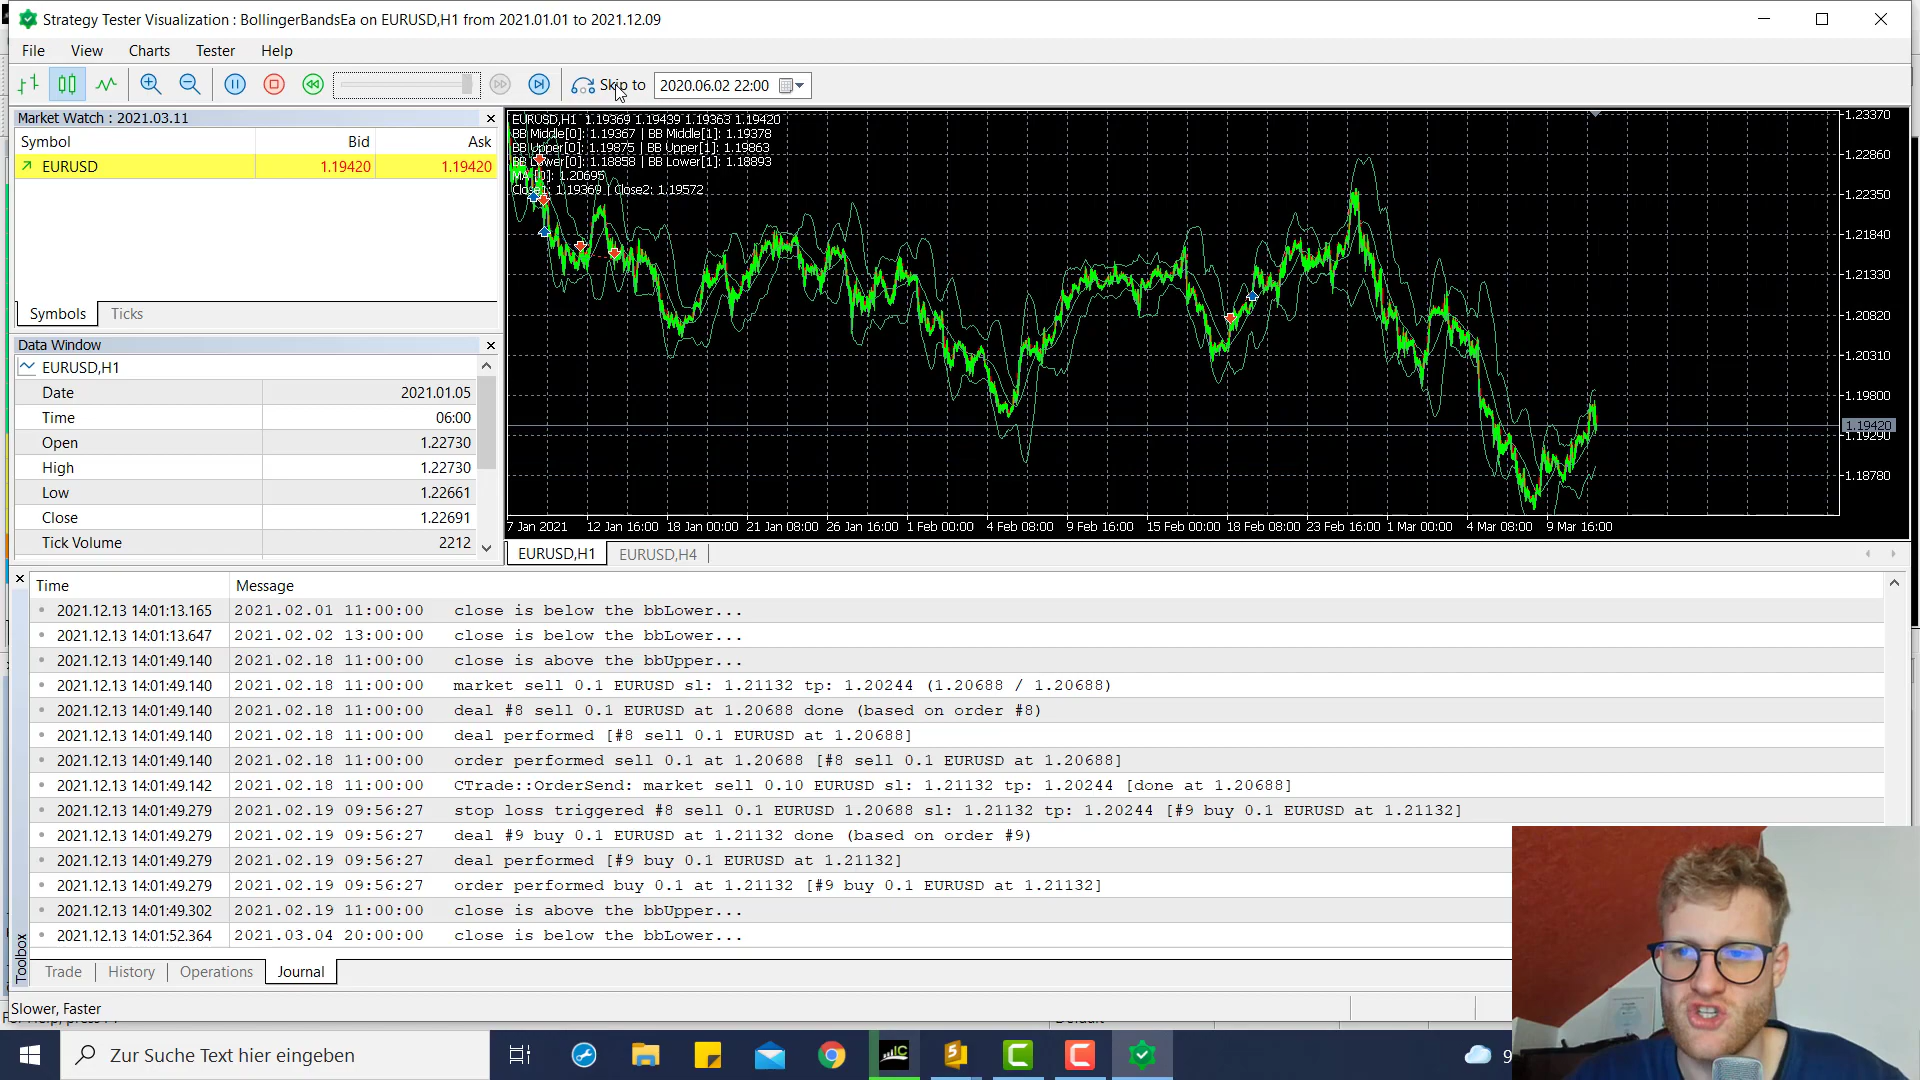 Strategy Tester Visualization : BollingerBandsEa on EURUSD,H1 from 2021.01.01 to 2021.12.09
File View Charts Tester Help
Skip to 2020.06.02 22:00
Market Watch : 2021.03.11
Symbol Bid Ask
EURUSD 1.19420 1.19420
Symbols Ticks
Data Window
EURUSD,H1
Date 2021.01.05
Time 06:00
Open 1.22730
High 1.22730
Low 1.22661
Close 1.22691
Tick Volume 2212
EURUSD,H1 1.19369 1.19439 1.19363 1.19420
BB Middle[0]: 1.19367 | BB Middle[1]: 1.19378
BB Upper[0]: 1.19875 | BB Upper[1]: 1.19863
BB Lower[0]: 1.18858 | BB Lower[1]: 1.18893
MA [0]: 1.20695
Close1: 1.19369 | Close2: 1.19572
1.23370
1.22860
1.22350
1.21840
1.21330
1.20820
1.20310
1.19800
1.19420
1.19290
1.18780
7 Jan 2021 12 Jan 16:00 18 Jan 00:00 21 Jan 08:00 26 Jan 16:00 1 Feb 00:00 4 Feb 08:00 9 Feb 16:00 15 Feb 00:00 18 Feb 08:00 23 Feb 16:00 1 Mar 00:00 4 Mar 08:00 9 Mar 16:00
EURUSD,H1 EURUSD,H4
Time Message
2021.12.13 14:01:13.165 2021.02.01 11:00:00 close is below the bbLower...
2021.12.13 14:01:13.647 2021.02.02 13:00:00 close is below the bbLower...
2021.12.13 14:01:49.140 2021.02.18 11:00:00 close is above the bbUpper...
2021.12.13 14:01:49.140 2021.02.18 11:00:00 market sell 0.1 EURUSD sl: 1.21132 tp: 1.20244 (1.20688 / 1.20688)
2021.12.13 14:01:49.140 2021.02.18 11:00:00 deal #8 sell 0.1 EURUSD at 1.20688 done (based on order #8)
2021.12.13 14:01:49.140 2021.02.18 11:00:00 deal performed [#8 sell 0.1 EURUSD at 1.20688]
2021.12.13 14:01:49.140 2021.02.18 11:00:00 order performed sell 0.1 at 1.20688 [#8 sell 0.1 EURUSD at 1.20688]
2021.12.13 14:01:49.142 2021.02.18 11:00:00 CTrade::OrderSend: market sell 0.10 EURUSD sl: 1.21132 tp: 1.20244 [done at 1.20688]
2021.12.13 14:01:49.279 2021.02.19 09:56:27 stop loss triggered #8 sell 0.1 EURUSD 1.20688 sl: 1.21132 tp: 1.20244 [#9 buy 0.1 EURUSD at 1.21132]
2021.12.13 14:01:49.279 2021.02.19 09:56:27 deal #9 buy 0.1 EURUSD at 1.21132 done (based on order #9)
2021.12.13 14:01:49.279 2021.02.19 09:56:27 deal performed [#9 buy 0.1 EURUSD at 1.21132]
2021.12.13 14:01:49.279 2021.02.19 09:56:27 order performed buy 0.1 at 1.21132 [#9 buy 0.1 EURUSD at 1.21132]
2021.12.13 14:01:49.302 2021.02.19 11:00:00 close is above the bbUpper...
2021.12.13 14:01:52.364 2021.03.04 20:00:00 close is below the bbLower...
Toolbox
Trade History Operations Journal
Slower, Faster
Zur Suche Text hier eingeben
IC
S
C
C
9